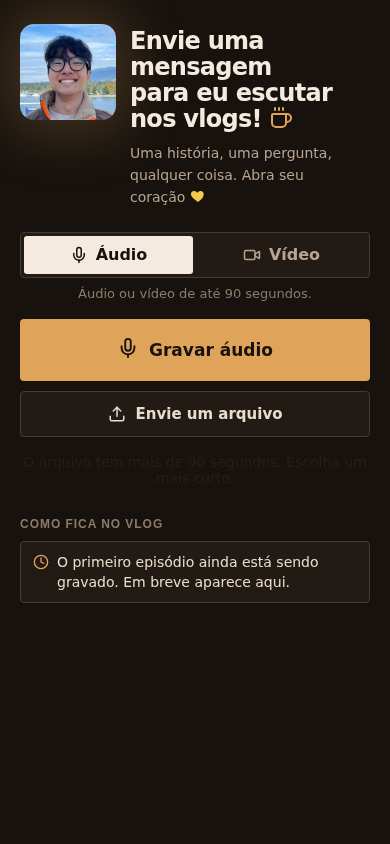 Envie uma
mensagem
para eu escutar
nos vlogs!
Uma história, uma pergunta,
qualquer coisa. Abra seu
coração 💛
Áudio
Vídeo
Áudio ou vídeo de até 90 segundos.
Gravar áudio
Envie um arquivo
O arquivo tem mais de 90 segundos. Escolha um
mais curto.
COMO FICA NO VLOG
O primeiro episódio ainda está sendo
gravado. Em breve aparece aqui.